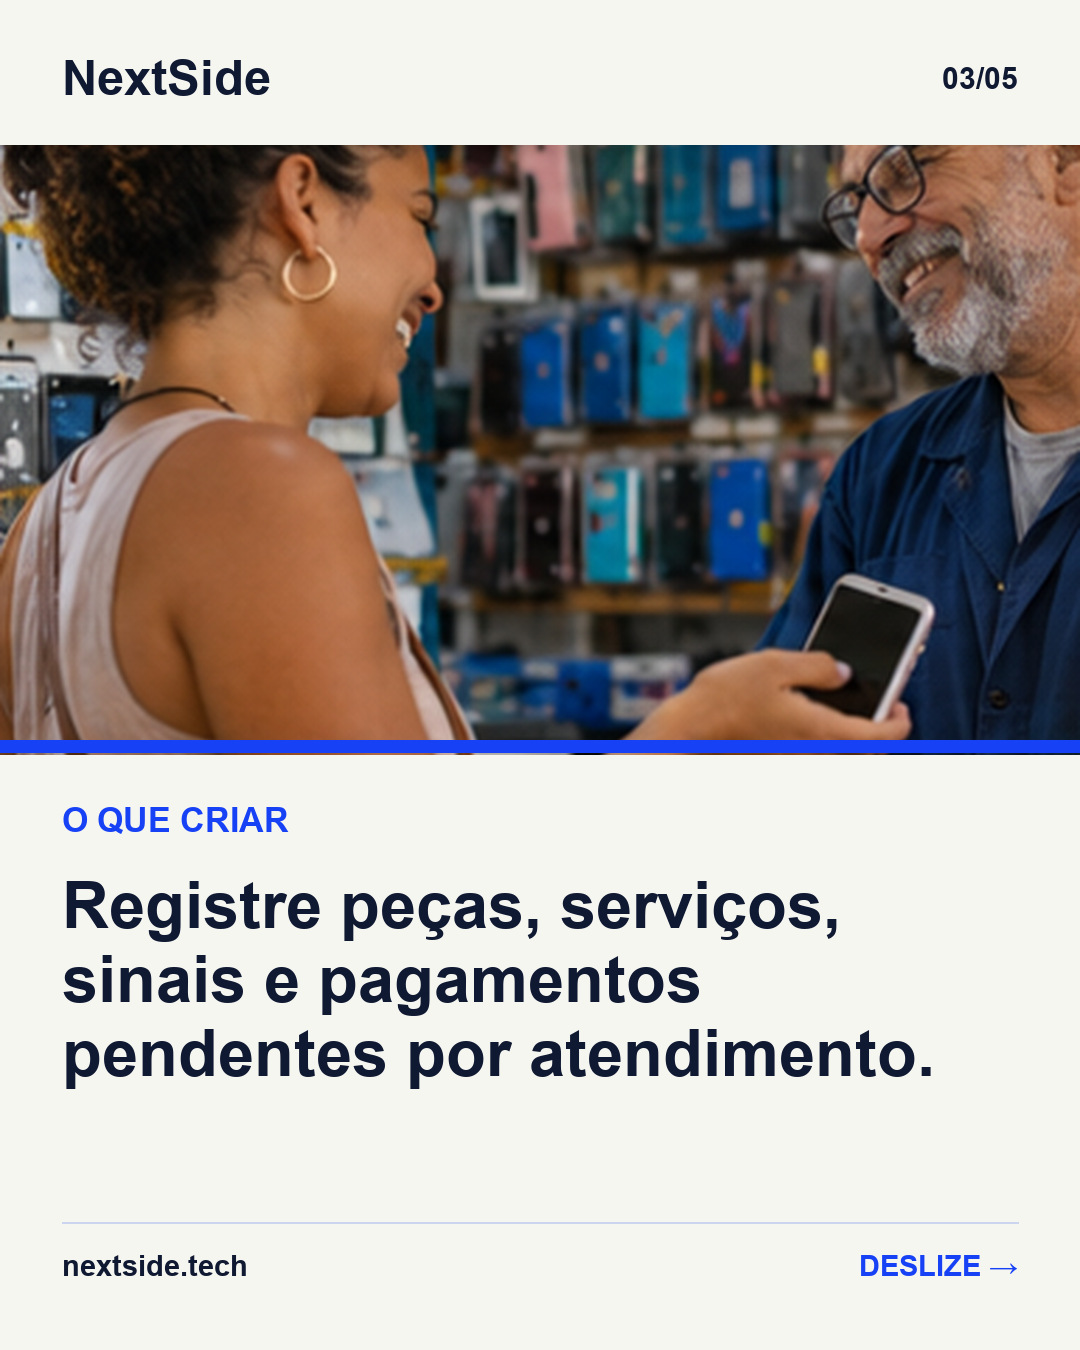 NextSide
03/05
O QUE CRIAR
Registre peças, serviços,
sinais e pagamentos
pendentes por atendimento.
nextside.tech
DESLIZE →